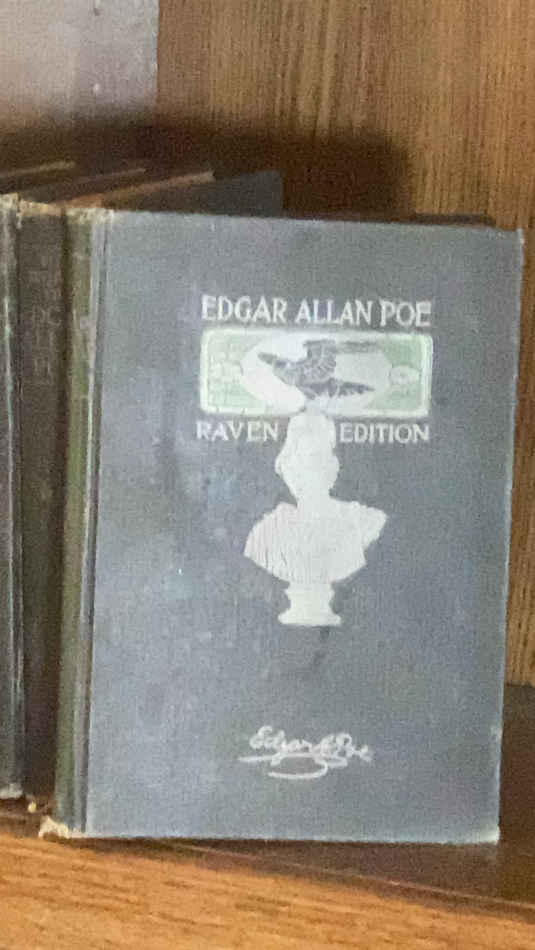 EDGAR ALLAN POE
RAVEN EDITION
Edgar A Poe